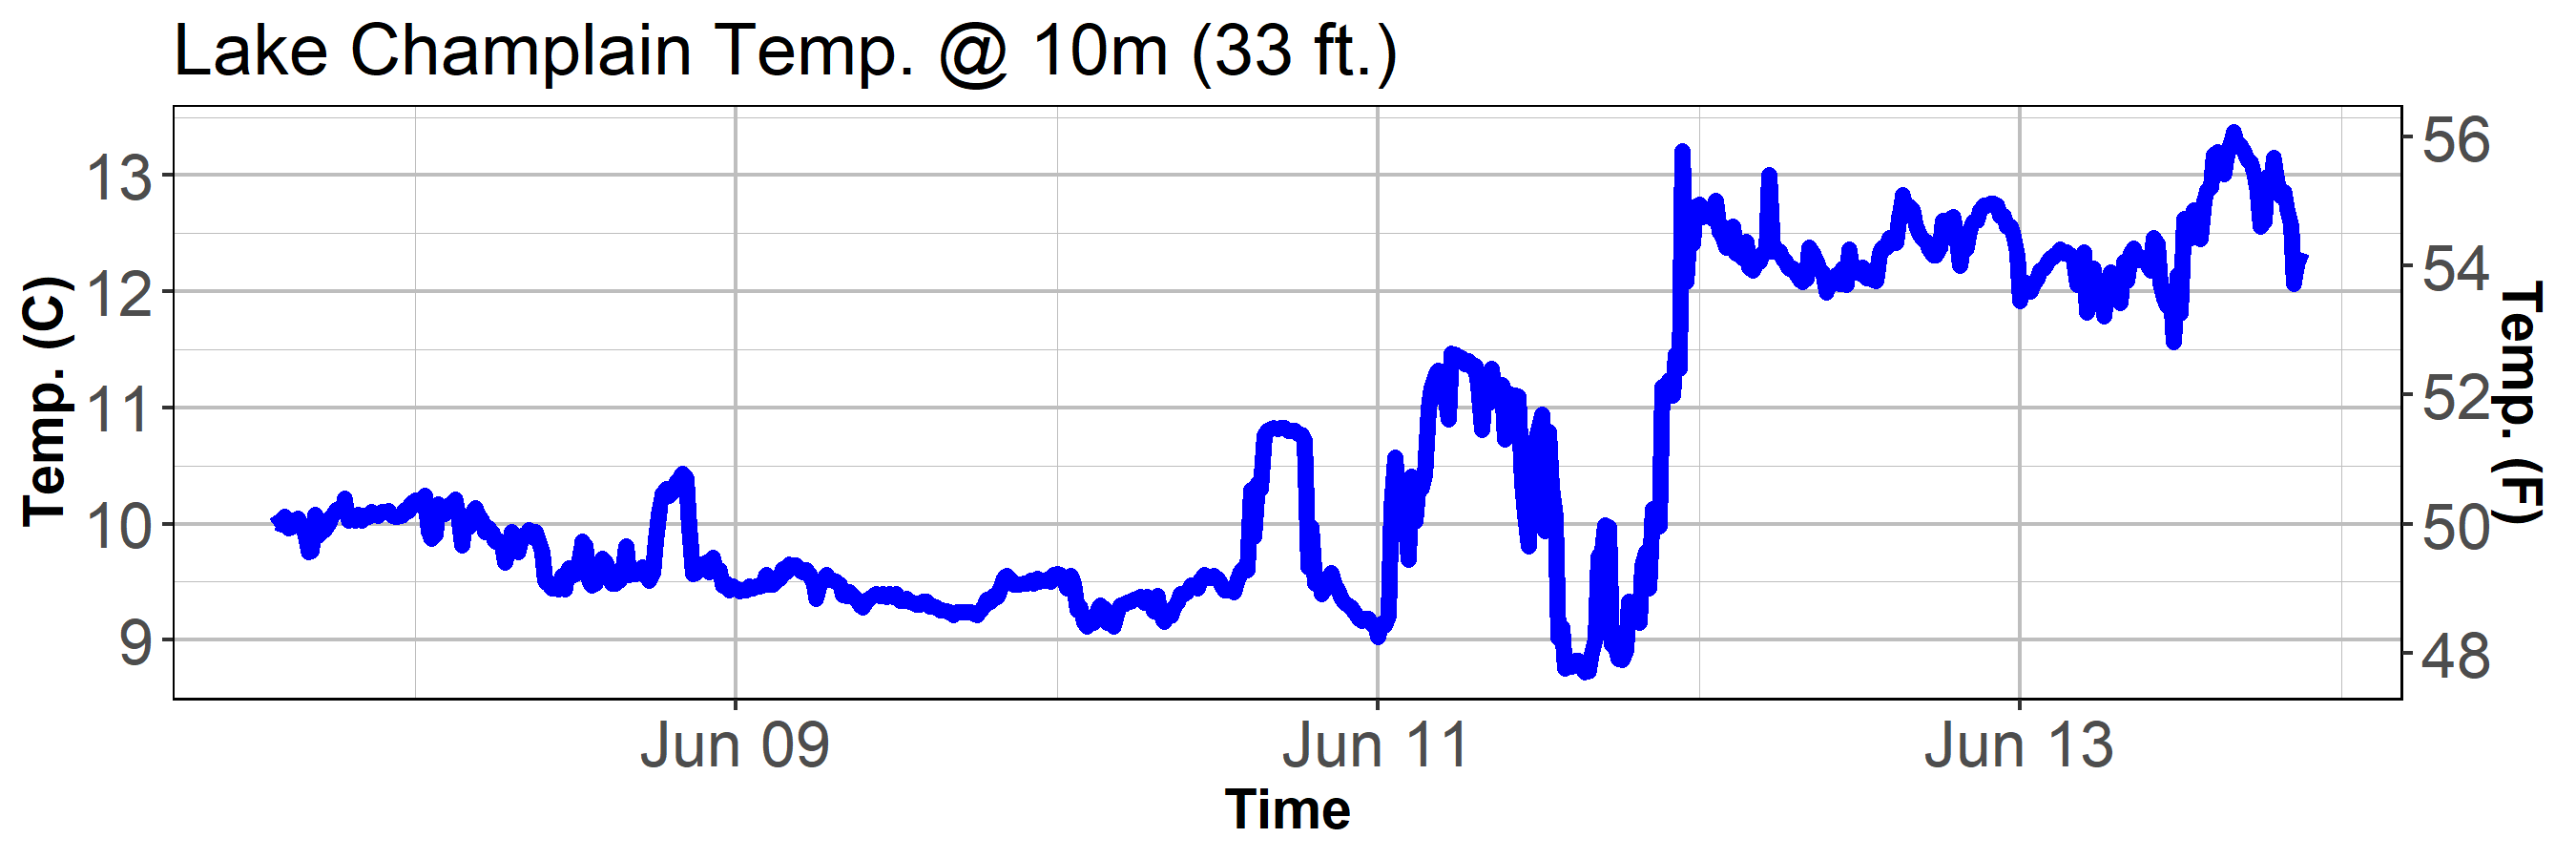 Lake Champlain Temp. @ 10m (33 ft.)
Temp. (C)
13
12
11
10
9
56
54
52
50
48
Temp. (F)
Jun 09
Jun 11
Jun 13
Time